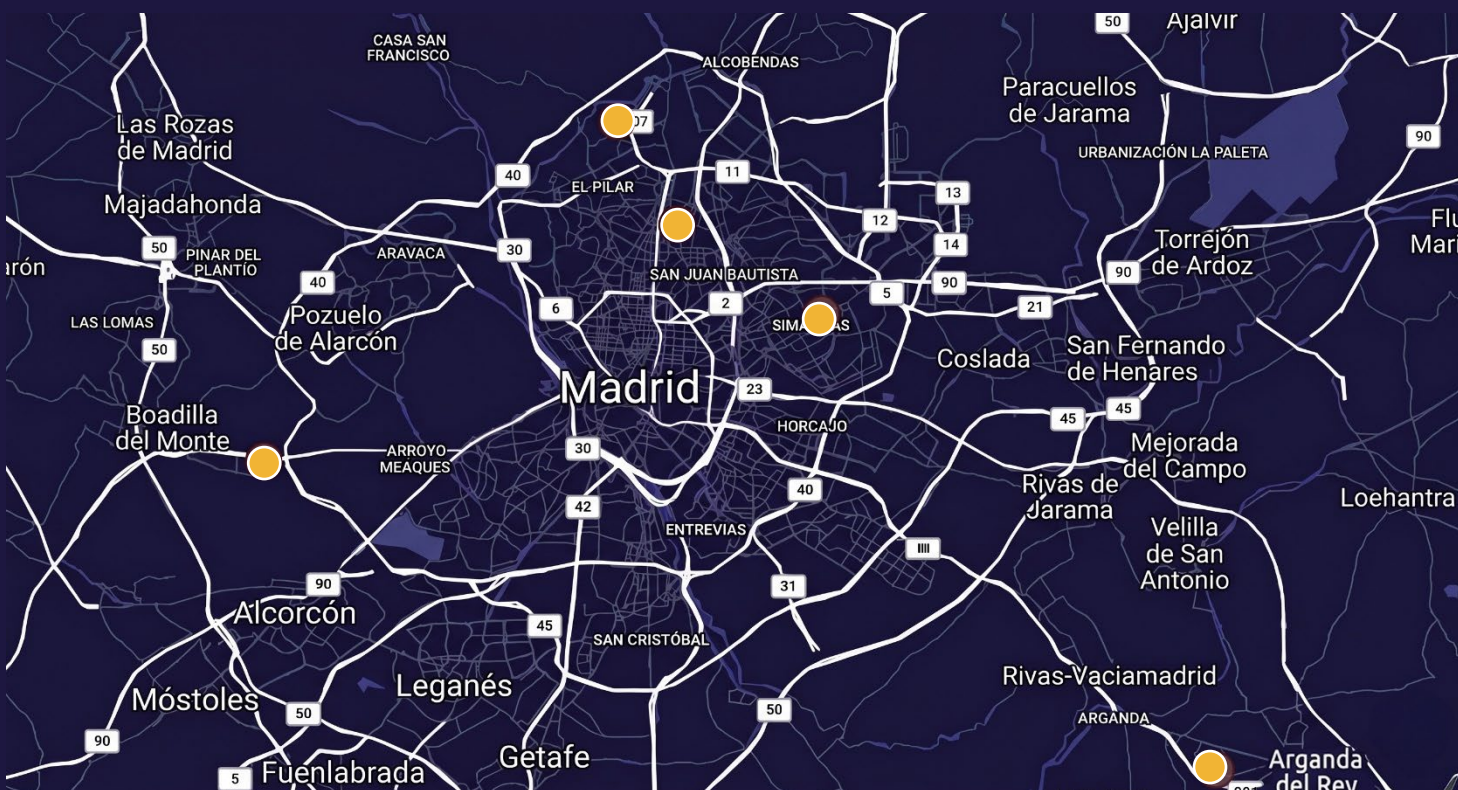 50
Ajalvir
CASA SAN
FRANCISCO
ALCOBENDAS
Paracuellos
de Jarama
07
Las Rozas
de Madrid
90
URBANIZACIÓN LA PALETA
40
11
EL PILAR
13
Majadahonda
12
50
PINAR DEL
PLANTÍO
ARAVACA
30
14
Torrejón
de Ardoz
arón
SAN JUAN BAUTISTA
90
40
5
90
2
6
21
LAS LOMAS
Pozuelo
de Alarcón
50
Coslada
San Fernando
de Henares
Madrid
23
Boadilla
del Monte
45
45
HORCAJO
ARROYO
MEAQUES
30
Mejorada
del Campo
40
Rivas de
Jarama
Loehantra
42
ENTREVIAS
Velilla
de San
Antonio
90
31
Alcorcón
45
SAN CRISTÓBAL
Rivas-Vaciamadrid
Leganés
Móstoles
50
50
ARGANDA
90
Getafe
Arganda
del Rey
5
Fuenlabrada